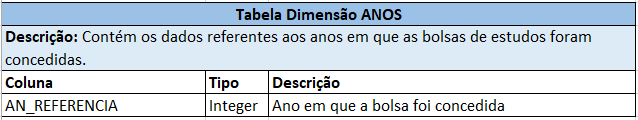 Tabela Dimensão ANOS
Descrição: Contém os dados referentes aos anos em que as bolsas de estudos foram
concedidas.
Coluna Tipo Descrição
AN_REFERENCIA Integer Ano em que a bolsa foi concedida